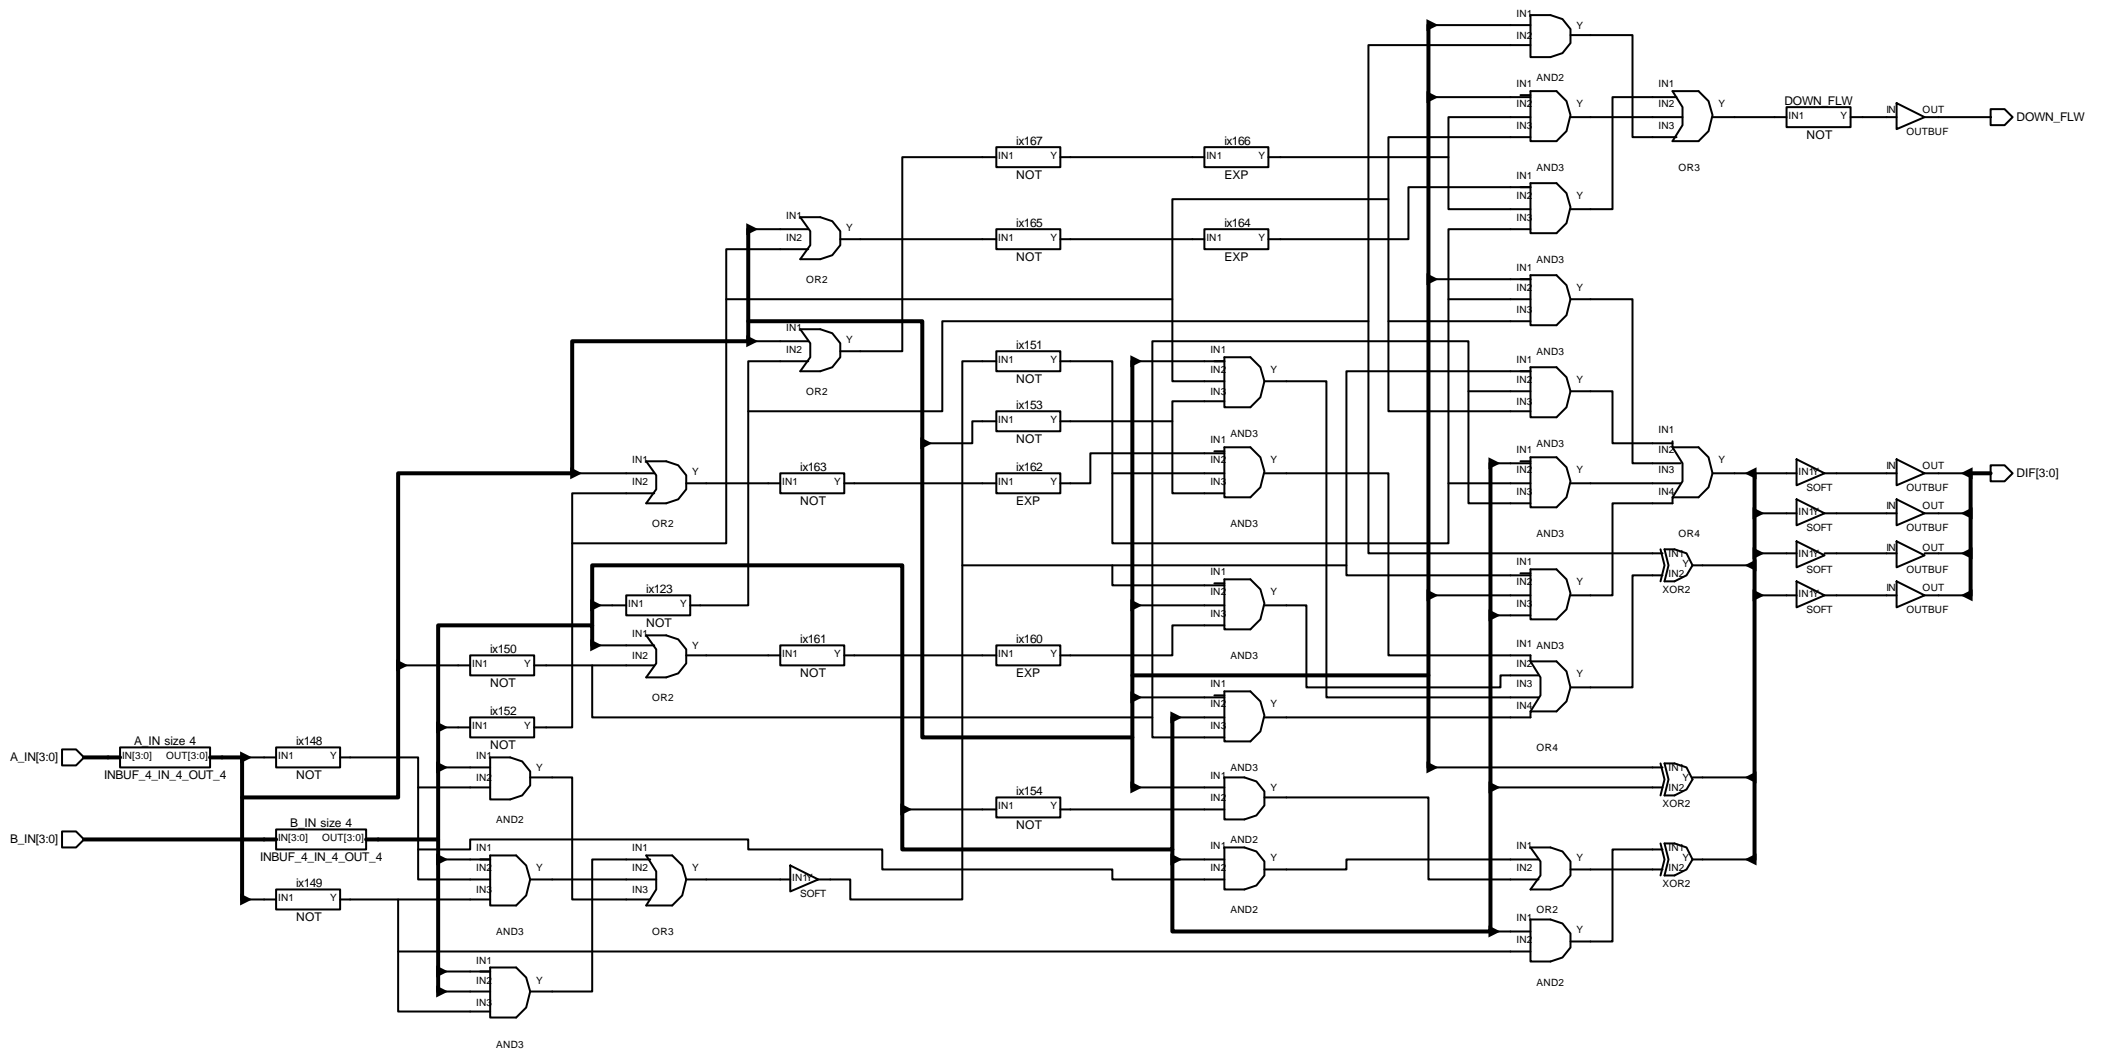 IN1
Y
IN2
AND2
IN1
IN2
IN3
Y
AND3
IN1
IN2
IN3
Y
OR3
DOWN_FLW
IN1 Y
NOT
IN OUT
OUTBUF
DOWN_FLW
ix167
IN1 Y
NOT
ix166
IN1 Y
EXP
IN1
IN2
IN3
Y
AND3
IN1
IN2
Y
OR2
ix165
IN1 Y
NOT
ix164
IN1 Y
EXP
IN1
IN2
IN3
Y
AND3
IN1
IN2
Y
OR2
ix151
IN1 Y
NOT
IN1
IN2
IN3
Y
AND3
IN1
IN2
IN3
Y
AND3
ix153
IN1 Y
NOT
IN1
IN2
Y
OR2
ix163
IN1 Y
NOT
ix162
IN1 Y
EXP
IN1
IN2
IN3
Y
AND3
IN1
IN2
IN3
Y
AND3
IN1
IN2
IN3
IN4
Y
OR4
IN1Y
SOFT
IN OUT
OUTBUF
DIF[3:0]
IN1Y
SOFT
IN OUT
OUTBUF
IN1Y
SOFT
IN OUT
OUTBUF
IN1Y
SOFT
IN OUT
OUTBUF
IN1
Y
IN2
XOR2
ix123
IN1 Y
NOT
IN1
IN2
IN3
Y
AND3
IN1
IN2
IN3
Y
AND3
ix150
IN1 Y
NOT
IN1
IN2
Y
OR2
ix161
IN1 Y
NOT
ix160
IN1 Y
EXP
IN1
IN2
IN3
IN4
Y
OR4
ix152
IN1 Y
NOT
IN1
IN2
IN3
Y
AND3
A_IN[3:0]
A_IN size 4
IN[3:0] OUT[3:0]
INBUF_4_IN_4_OUT_4
ix148
IN1 Y
NOT
IN1
IN2
Y
AND2
ix154
IN1 Y
NOT
IN1
IN2
Y
AND2
IN1
Y
IN2
XOR2
B_IN[3:0]
B_IN size 4
IN[3:0] OUT[3:0]
INBUF_4_IN_4_OUT_4
ix149
IN1 Y
NOT
IN1
IN2
IN3
Y
AND3
IN1
IN2
IN3
Y
OR3
IN1Y
SOFT
IN1
IN2
Y
AND2
IN1
IN2
Y
OR2
IN1
Y
IN2
XOR2
IN1
IN2
Y
AND2
IN1
IN2
IN3
Y
AND3